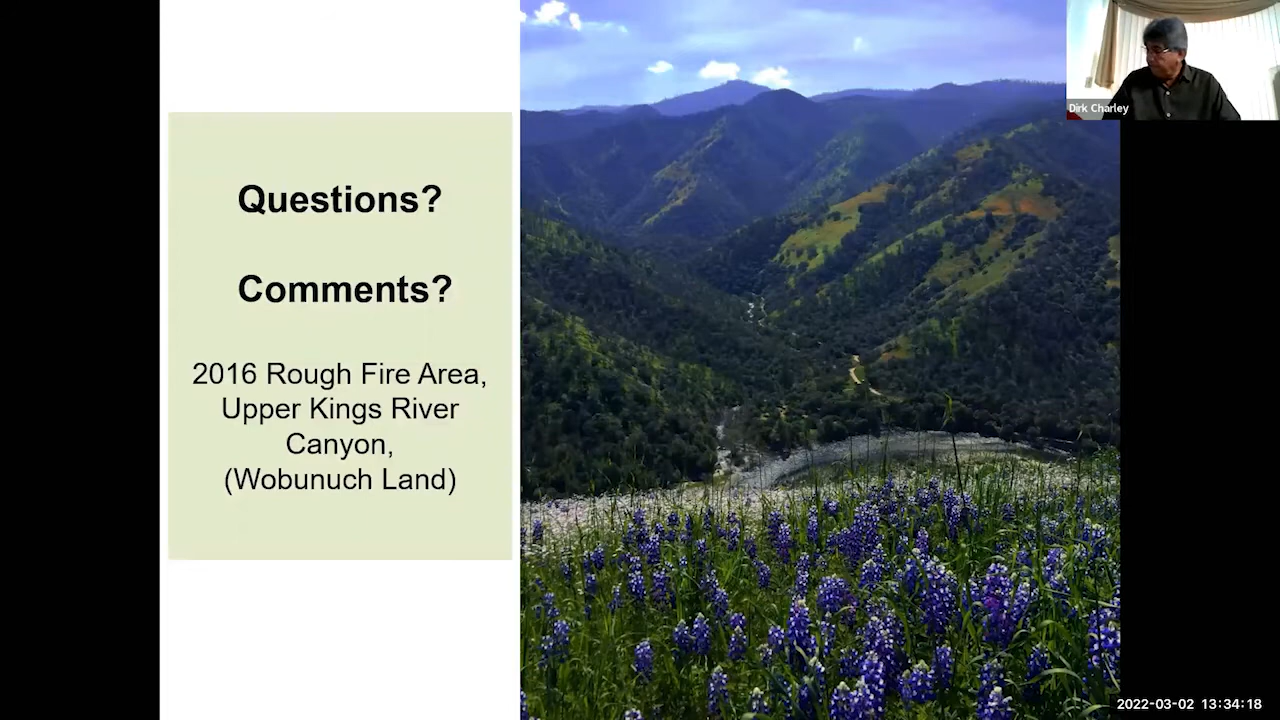 Questions?
Comments?
2016 Rough Fire Area,
Upper Kings River
Canyon,
(Wobunuch Land)
Dirk Charley
2022-03-02 13:34:18